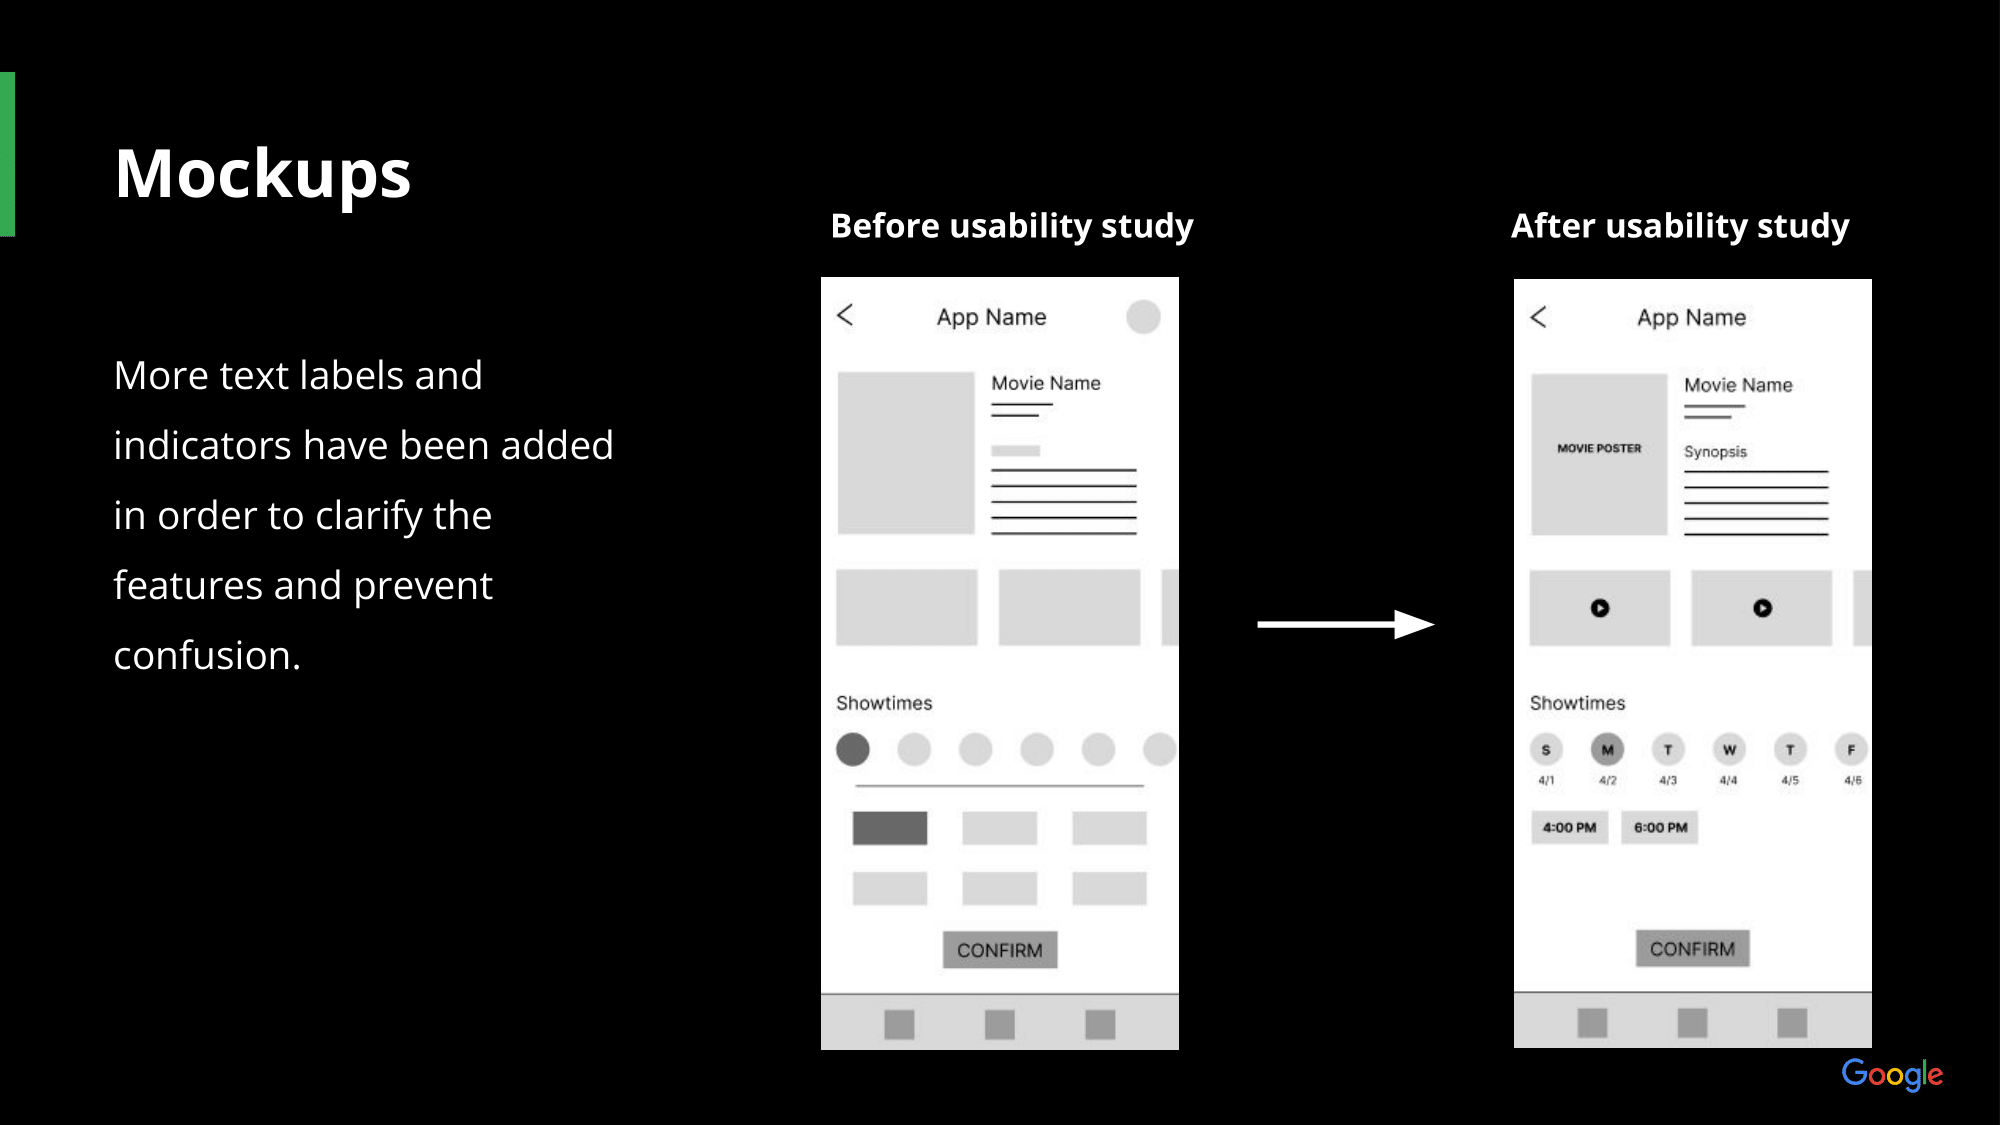 Mockups
More text labels and
indicators have been added
in order to clarify the
features and prevent
confusion.
Before usability study
App Name
Movie Name
Showtimes
CONFIRM
After usability study
App Name
MOVIE POSTER
Movie Name
Synopsis
Showtimes
S M T W T F
4/1 4/2 4/3 4/4 4/5 4/6
4:00 PM 6:00 PM
CONFIRM
Google